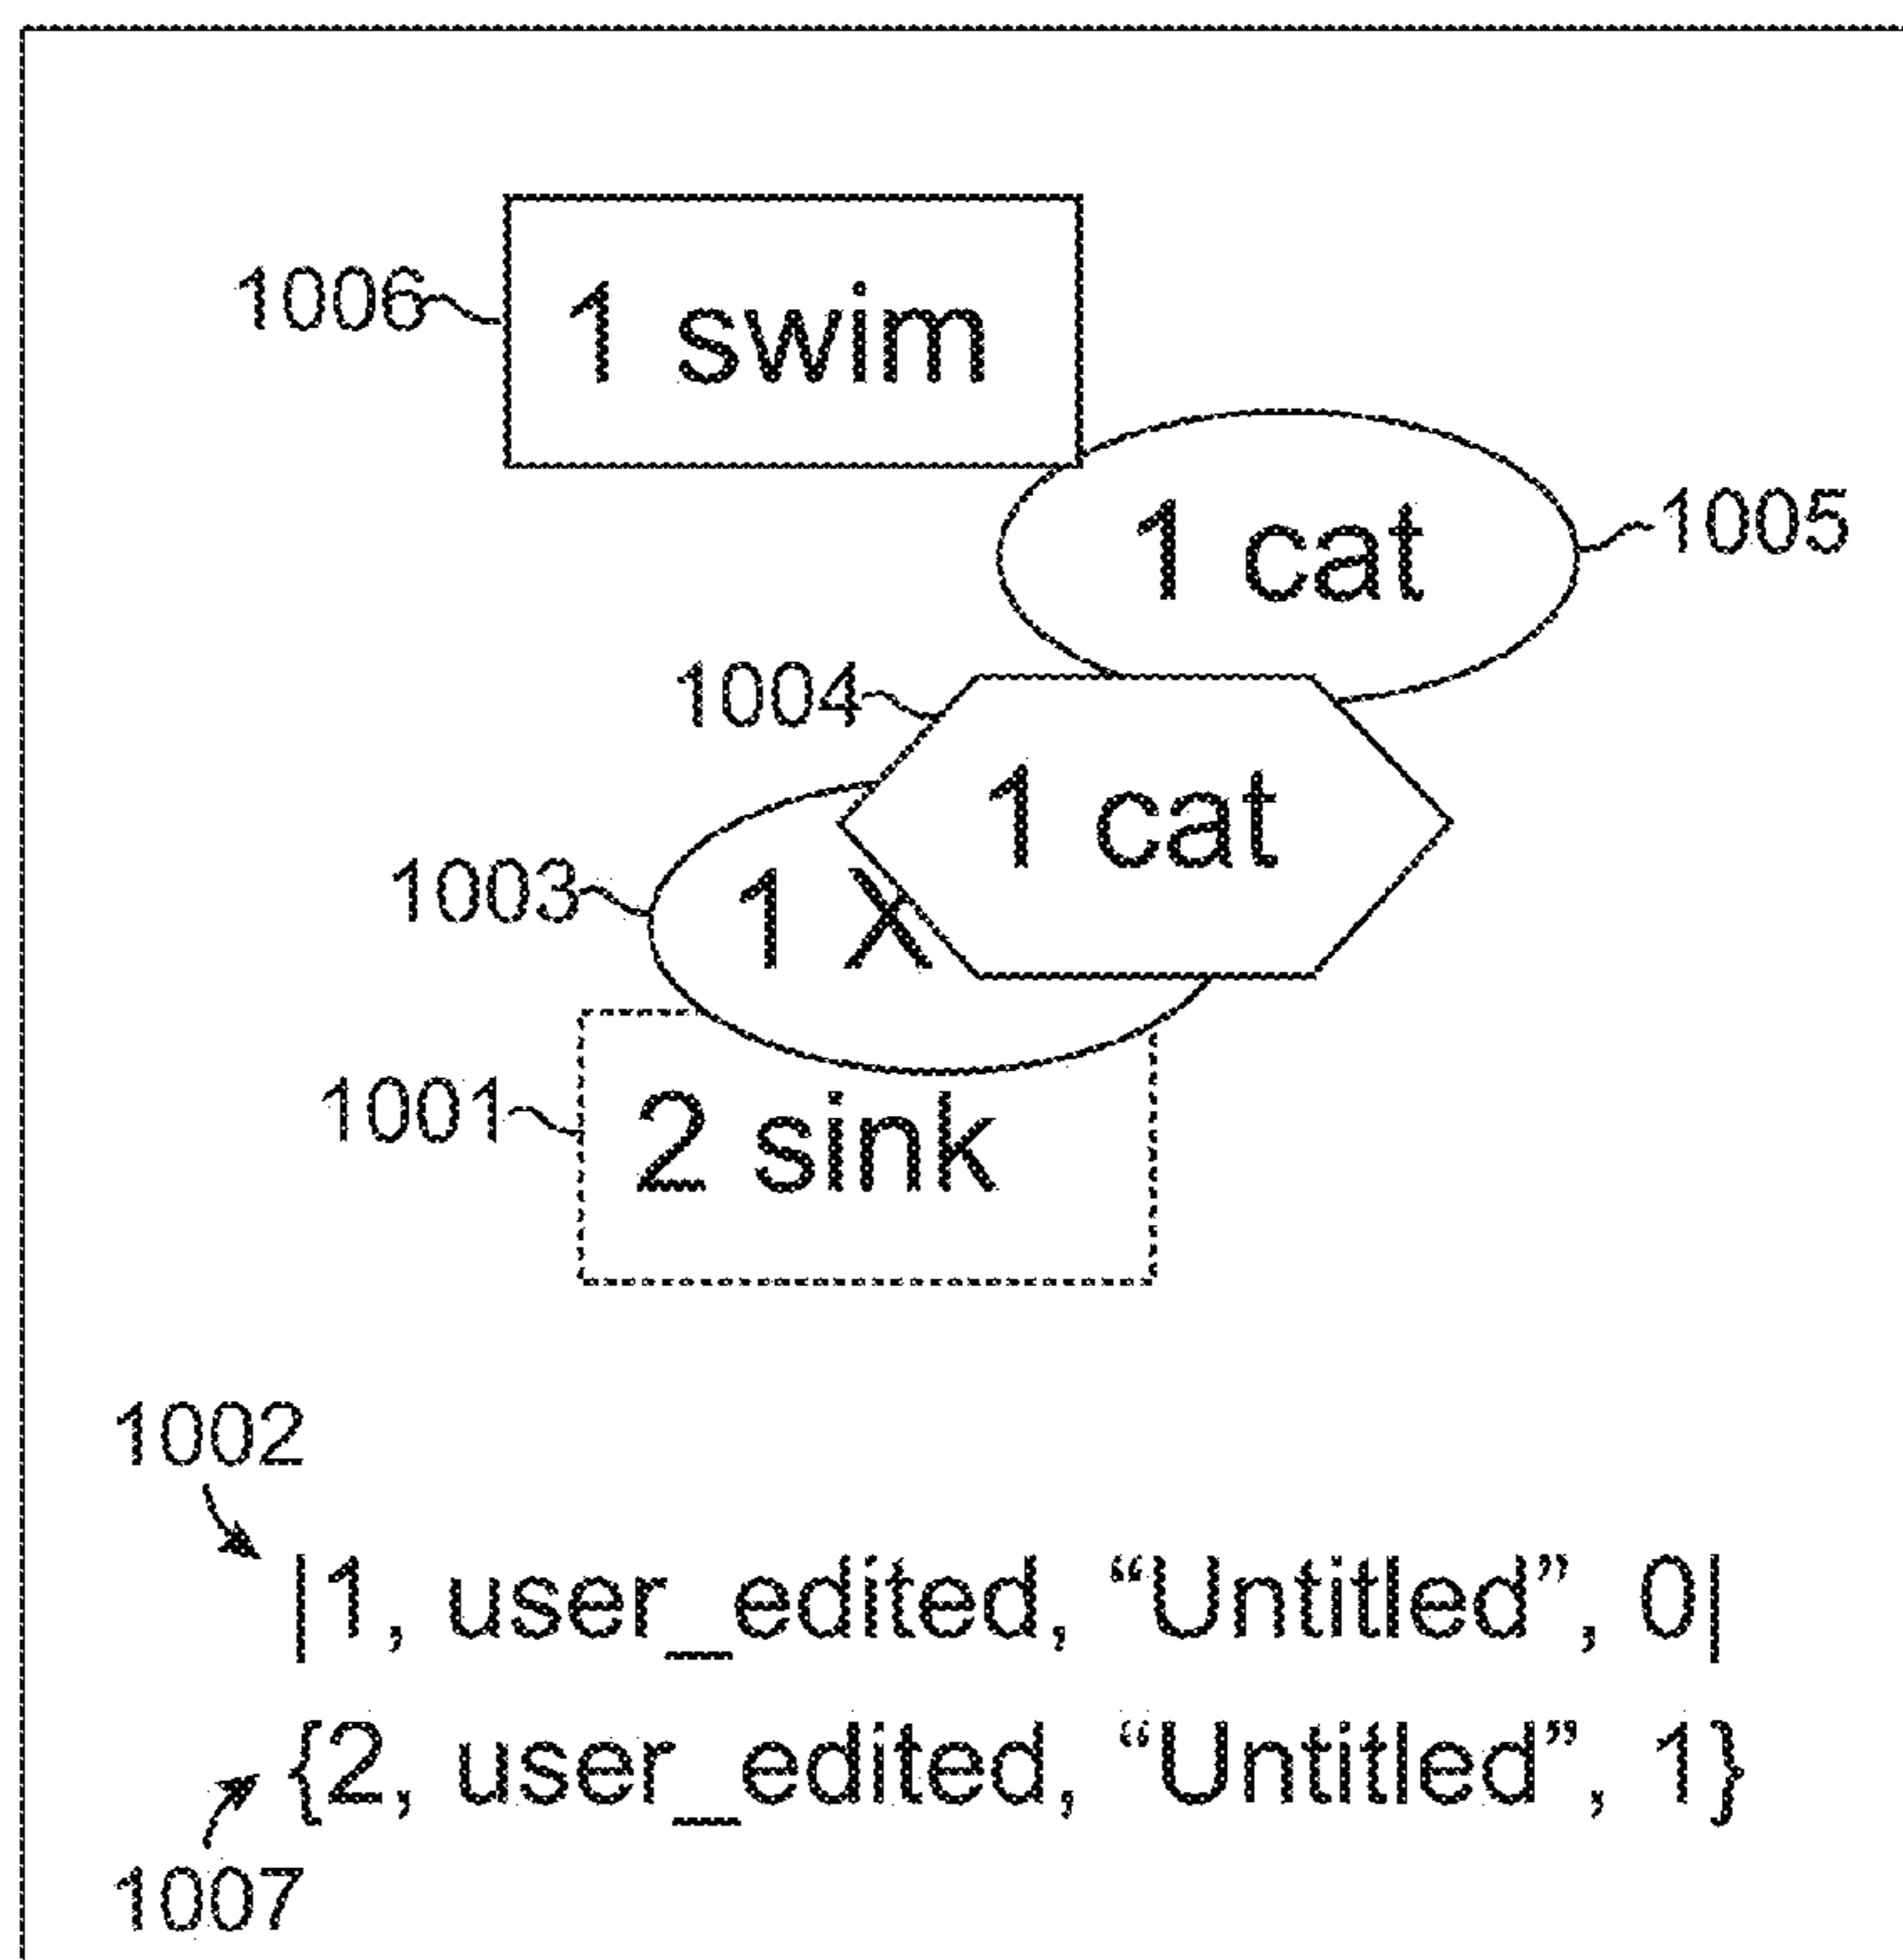 1006 1 swim
1 cat 1005
1004
1 cat
1003 1 X
1001 2 sink
1002
|1, user_edited, “Untitled”, 0|
{2, user_edited, “Untitled”, 1}
1007